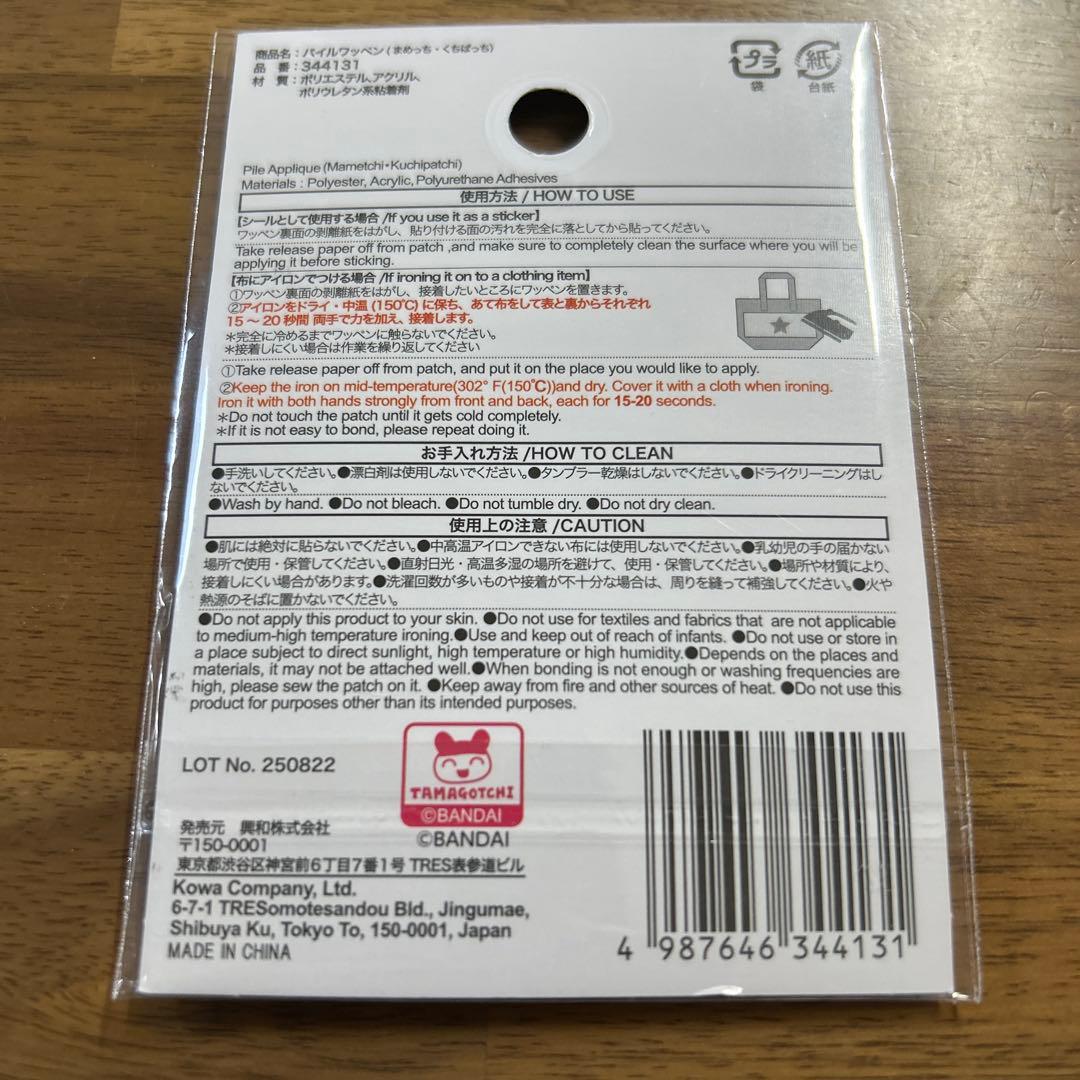 商品名：パイルワッペン（まめっち・くちぱっち）
品　番：344131
材　質：ポリエステル、アクリル、
ポリウレタン系粘着剤
プラ
袋
紙
台紙
Pile Applique (Mametchi・Kuchipatchi)
Materials : Polyester, Acrylic, Polyurethane Adhesives
使用方法 / HOW TO USE
【シールとして使用する場合 /If you use it as a sticker】
ワッペン裏面の剥離紙をはがし、貼り付ける面の汚れを完全に落としてから貼ってください。
Take release paper off from patch ,and make sure to completely clean the surface where you will be
applying it before sticking.
【布にアイロンでつける場合 /If ironing it on to a clothing item】
①ワッペン裏面の剥離紙をはがし、接着したいところにワッペンを置きます。
②アイロンをドライ・中温 (150℃) に保ち、あて布をして表と裏からそれぞれ
15 〜 20 秒間 両手で力を加え、接着します。
＊完全に冷めるまでワッペンに触らないでください。
＊接着しにくい場合は作業を繰り返してください
①Take release paper off from patch, and put it on the place you would like to apply.
②Keep the iron on mid-temperature(302° F(150℃))and dry. Cover it with a cloth when ironing.
Iron it with both hands strongly from front and back, each for 15-20 seconds.
＊Do not touch the patch until it gets cold completely.
＊If it is not easy to bond, please repeat doing it.
お手入れ方法 /HOW TO CLEAN
●手洗いしてください。●漂白剤は使用しないでください。●タンブラー乾燥はしないでください。●ドライクリーニングはし
ないでください。
●Wash by hand. ●Do not bleach. ●Do not tumble dry. ●Do not dry clean.
使用上の注意 /CAUTION
●肌には絶対に貼らないでください。●中高温アイロンできない布には使用しないでください。●乳幼児の手の届かない
場所で使用・保管してください。●直射日光・高温多湿の場所を避けて、使用・保管してください。●場所や材質により、
接着しにくい場合があります。●洗濯回数が多いものや接着が不十分な場合は、周りを縫って補強してください。●火や
熱源のそばに置かないでください。
●Do not apply this product to your skin. ●Do not use for textiles and fabrics that are not applicable
to medium-high temperature ironing.●Use and keep out of reach of infants. ●Do not use or store in
a place subject to direct sunlight, high temperature or high humidity.●Depends on the places and
materials, it may not be attached well.●When bonding is not enough or washing frequencies are
high, please sew the patch on it. ●Keep away from fire and other sources of heat. ●Do not use this
product for purposes other than its intended purposes.
LOT No. 250822
TAMAGOTCHI
©BANDAI
©BANDAI
発売元　興和株式会社
〒150-0001
東京都渋谷区神宮前6丁目7番1号 TRES表参道ビル
Kowa Company, Ltd.
6-7-1 TRESomotesandou Bld., Jingumae,
Shibuya Ku, Tokyo To, 150-0001, Japan
MADE IN CHINA
4 987646 344131